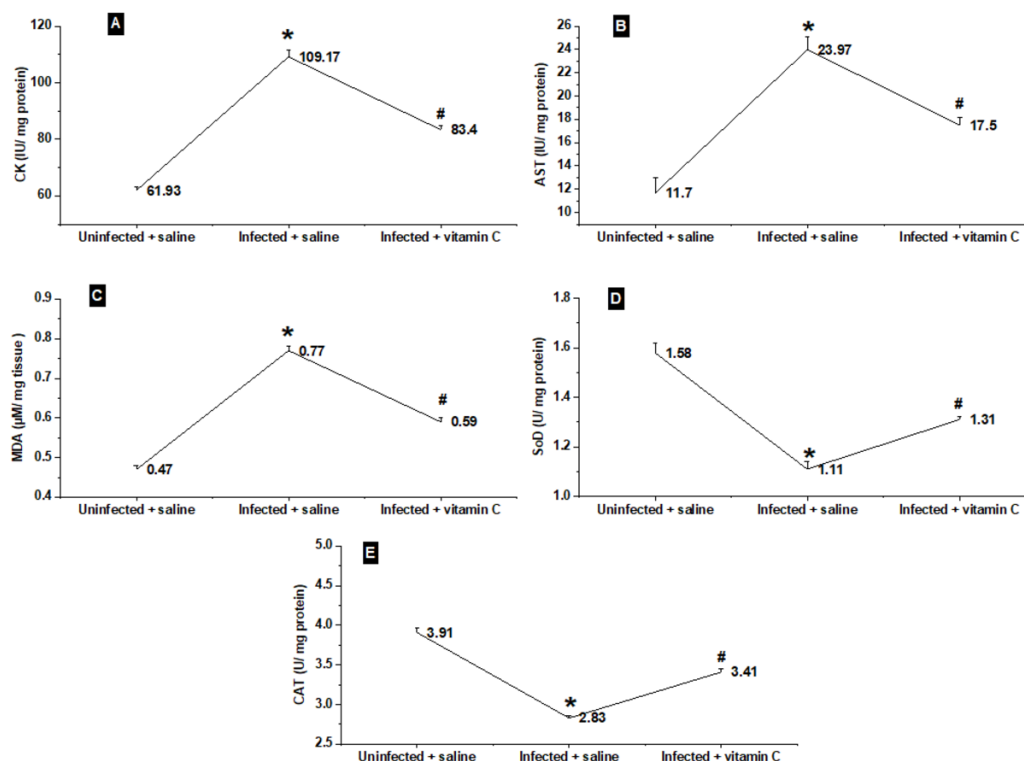 A
CK (IU/ mg protein)
120
100
80
60
*
109.17
#
83.4
61.93
Uninfected + saline
Infected + saline
Infected + vitamin C
B
AST (IU/ mg protein)
26
24
22
20
18
16
14
12
10
*
23.97
#
17.5
11.7
Uninfected + saline
Infected + saline
Infected + vitamin C
C
MDA (µM/ mg tissue )
0.9
0.8
0.7
0.6
0.5
0.4
*
0.77
#
0.59
0.47
Uninfected + saline
Infected + saline
Infected + vitamin C
D
SoD (U/ mg protein)
1.8
1.6
1.4
1.2
1.0
1.58
#
1.31
*
1.11
Uninfected + saline
Infected + saline
Infected + vitamin C
E
CAT (U/ mg protein)
5.0
4.5
4.0
3.5
3.0
2.5
3.91
#
3.41
*
2.83
Uninfected + saline
Infected + saline
Infected + vitamin C